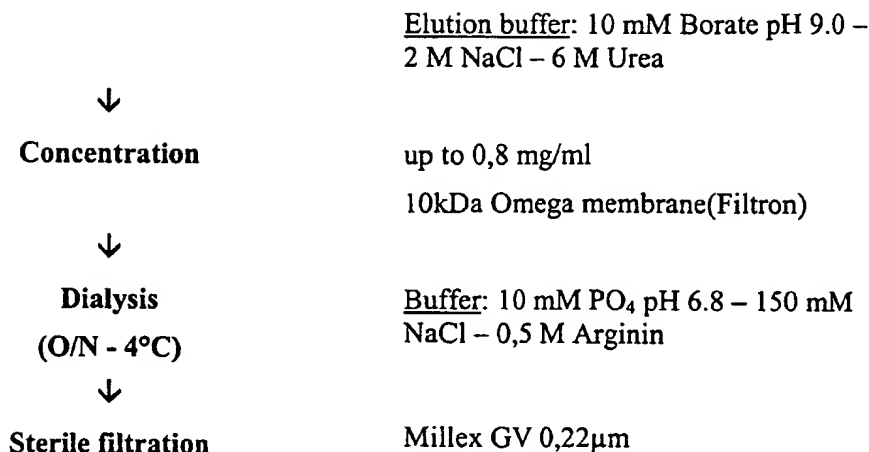 Elution buffer: 10 mM Borate pH 9.0 –
2 M NaCl – 6 M Urea
↓
Concentration up to 0,8 mg/ml
10kDa Omega membrane(Filtron)
↓
Dialysis Buffer: 10 mM PO₄ pH 6.8 – 150 mM
(O/N - 4°C) NaCl – 0,5 M Arginin
↓
Sterile filtration Millex GV 0,22µm